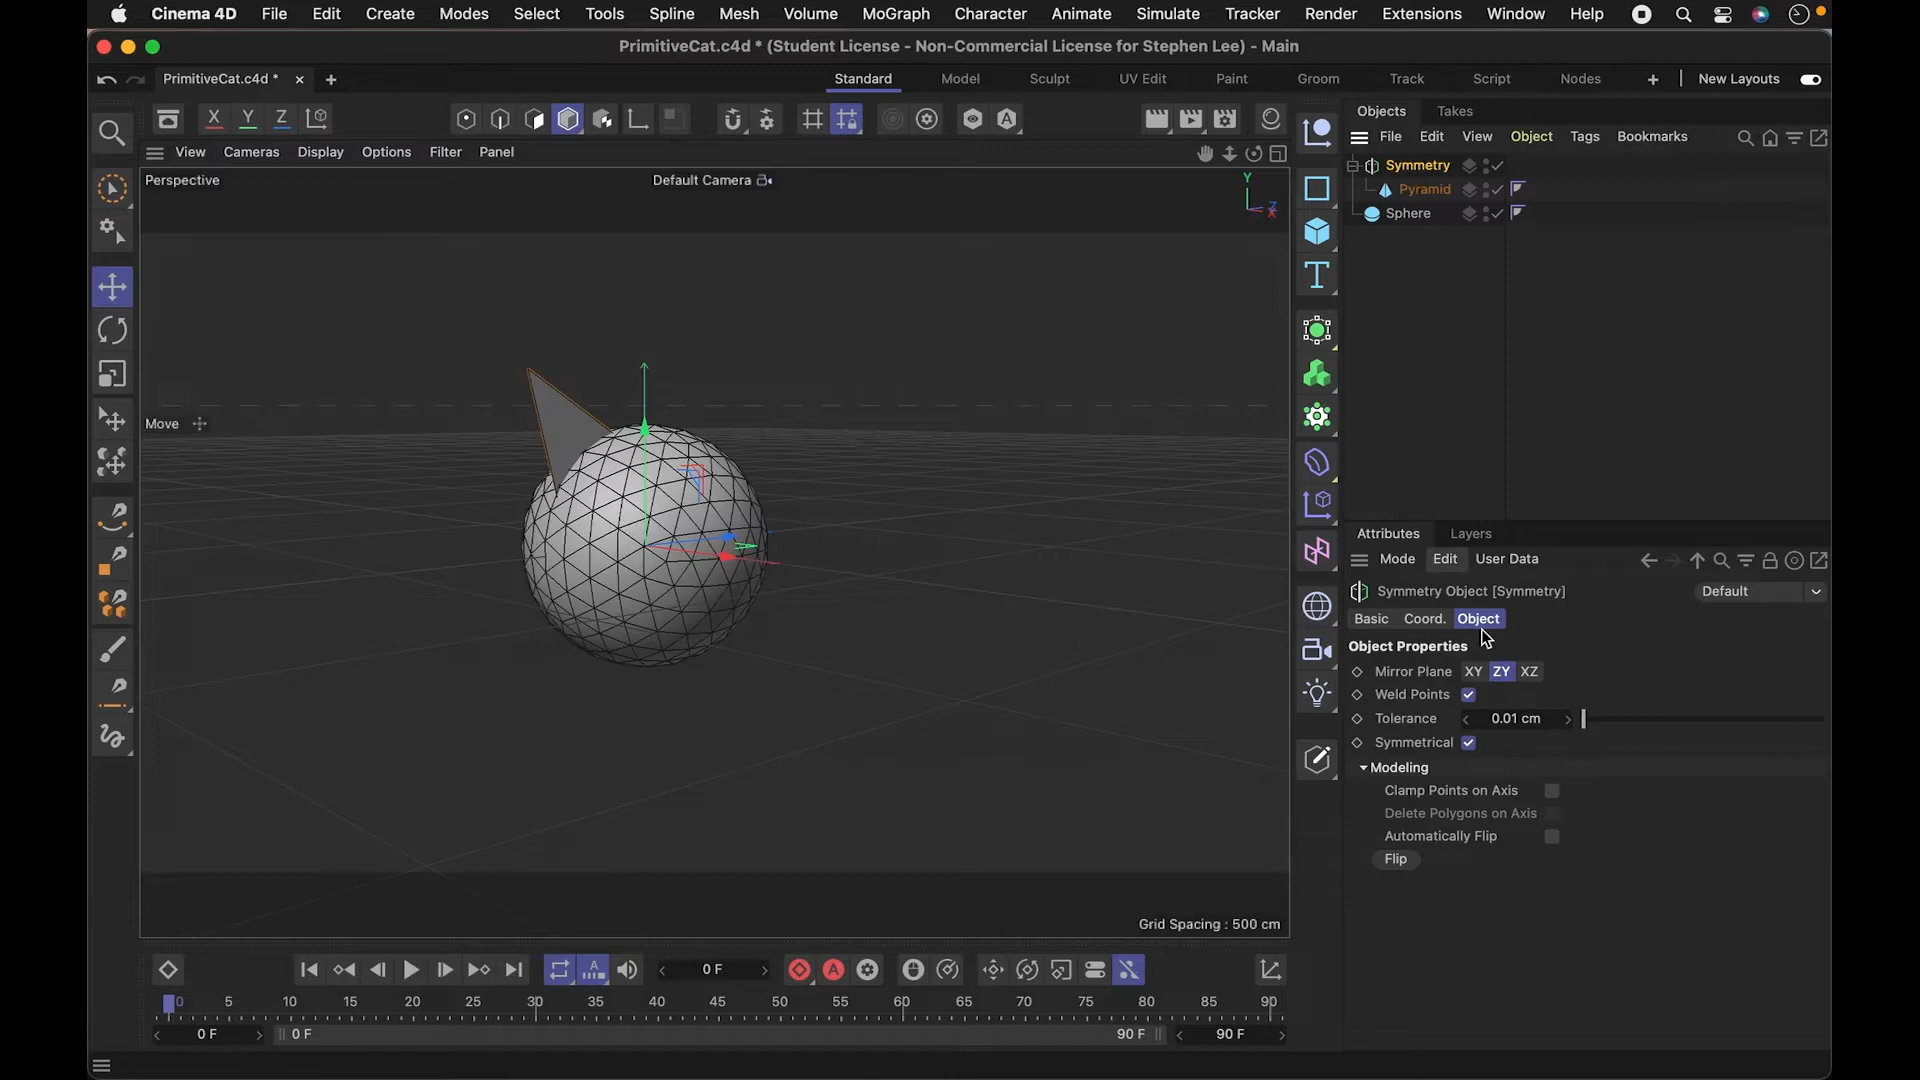 Cinema 4D File Edit Create Modes Select Tools Spline Mesh Volume MoGraph Character Animate Simulate Tracker Render Extensions Window Help
PrimitiveCat.c4d * (Student License - Non-Commercial License for Stephen Lee) - Main
PrimitiveCat.c4d * Standard Model Sculpt UV Edit Paint Groom Track Script Nodes New Layouts
Objects Takes
X Y Z
File Edit View Object Tags Bookmarks
View Cameras Display Options Filter Panel
Perspective Default Camera
Y
Z
X
Symmetry
Pyramid
Sphere
Move
Attributes Layers
Mode Edit User Data
Symmetry Object [Symmetry] Default
Basic Coord. Object
Object Properties
Mirror Plane XY ZY XZ
Weld Points
Tolerance 0.01 cm
Symmetrical
Modeling
Clamp Points on Axis
Delete Polygons on Axis
Automatically Flip
Flip
Grid Spacing : 500 cm
0 F
0 5 10 15 20 25 30 35 40 45 50 55 60 65 70 75 80 85 90
0 F 0 F 90 F 90 F